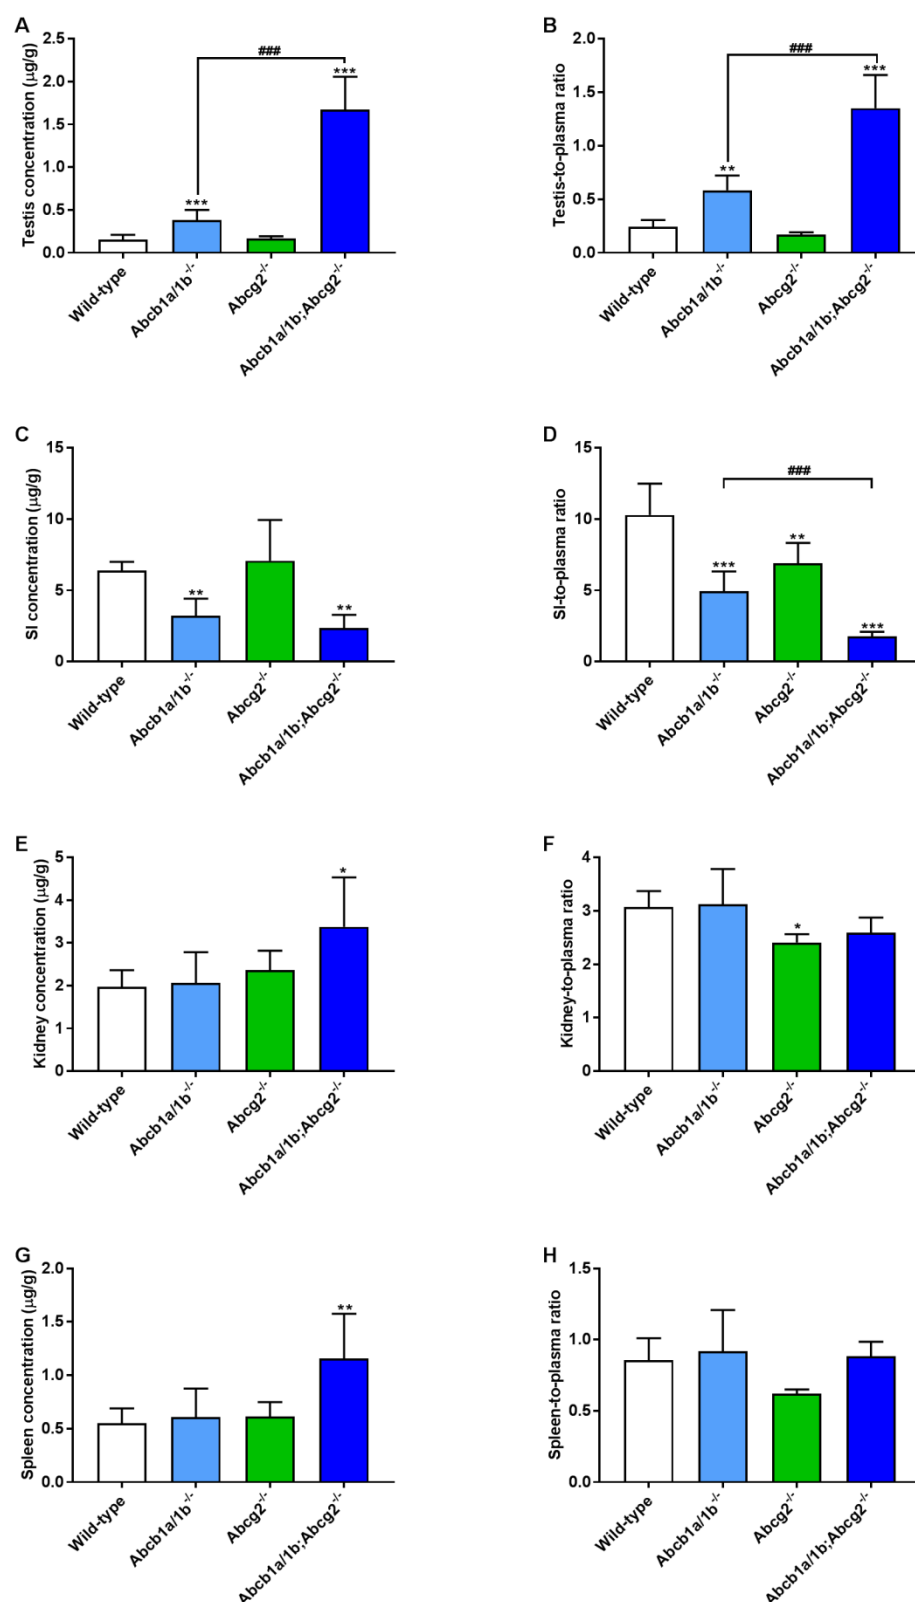 A
Testis concentration (µg/g)
2.5
2.0
1.5
1.0
0.5
0.0
###
***
***
Wild-type
Abcb1a/1b-/-
Abcg2-/-
Abcb1a/1b;Abcg2-/-
B
Testis-to-plasma ratio
2.0
1.5
1.0
0.5
0.0
###
**
***
Wild-type
Abcb1a/1b-/-
Abcg2-/-
Abcb1a/1b;Abcg2-/-
C
SI concentration (µg/g)
15
10
5
0
**
**
Wild-type
Abcb1a/1b-/-
Abcg2-/-
Abcb1a/1b;Abcg2-/-
D
SI-to-plasma ratio
15
10
5
0
###
***
**
***
Wild-type
Abcb1a/1b-/-
Abcg2-/-
Abcb1a/1b;Abcg2-/-
E
Kidney concentration (µg/g)
5
4
3
2
1
0
*
Wild-type
Abcb1a/1b-/-
Abcg2-/-
Abcb1a/1b;Abcg2-/-
F
Kidney-to-plasma ratio
4
3
2
1
0
*
Wild-type
Abcb1a/1b-/-
Abcg2-/-
Abcb1a/1b;Abcg2-/-
G
Spleen concentration (µg/g)
2.0
1.5
1.0
0.5
0.0
**
Wild-type
Abcb1a/1b-/-
Abcg2-/-
Abcb1a/1b;Abcg2-/-
H
Spleen-to-plasma ratio
1.5
1.0
0.5
0.0
Wild-type
Abcb1a/1b-/-
Abcg2-/-
Abcb1a/1b;Abcg2-/-